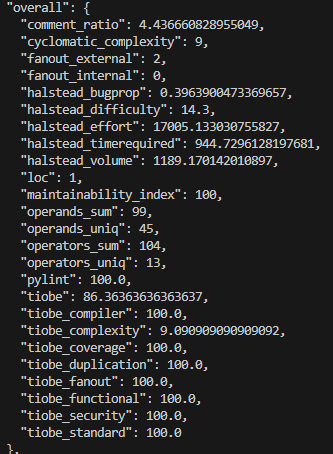 "overall": {
"comment_ratio": 4.436660828955049,
"cyclomatic_complexity": 9,
"fanout_external": 2,
"fanout_internal": 0,
"halstead_bugprop": 0.3963900473369657,
"halstead_difficulty": 14.3,
"halstead_effort": 17005.133030755827,
"halstead_timerequired": 944.7296128197681,
"halstead_volume": 1189.170142010897,
"loc": 1,
"maintainability_index": 100,
"operands_sum": 99,
"operands_uniq": 45,
"operators_sum": 104,
"operators_uniq": 13,
"pylint": 100.0,
"tiobe": 86.36363636363637,
"tiobe_compiler": 100.0,
"tiobe_complexity": 9.090909090909092,
"tiobe_coverage": 100.0,
"tiobe_duplication": 100.0,
"tiobe_fanout": 100.0,
"tiobe_functional": 100.0,
"tiobe_security": 100.0,
"tiobe_standard": 100.0
},